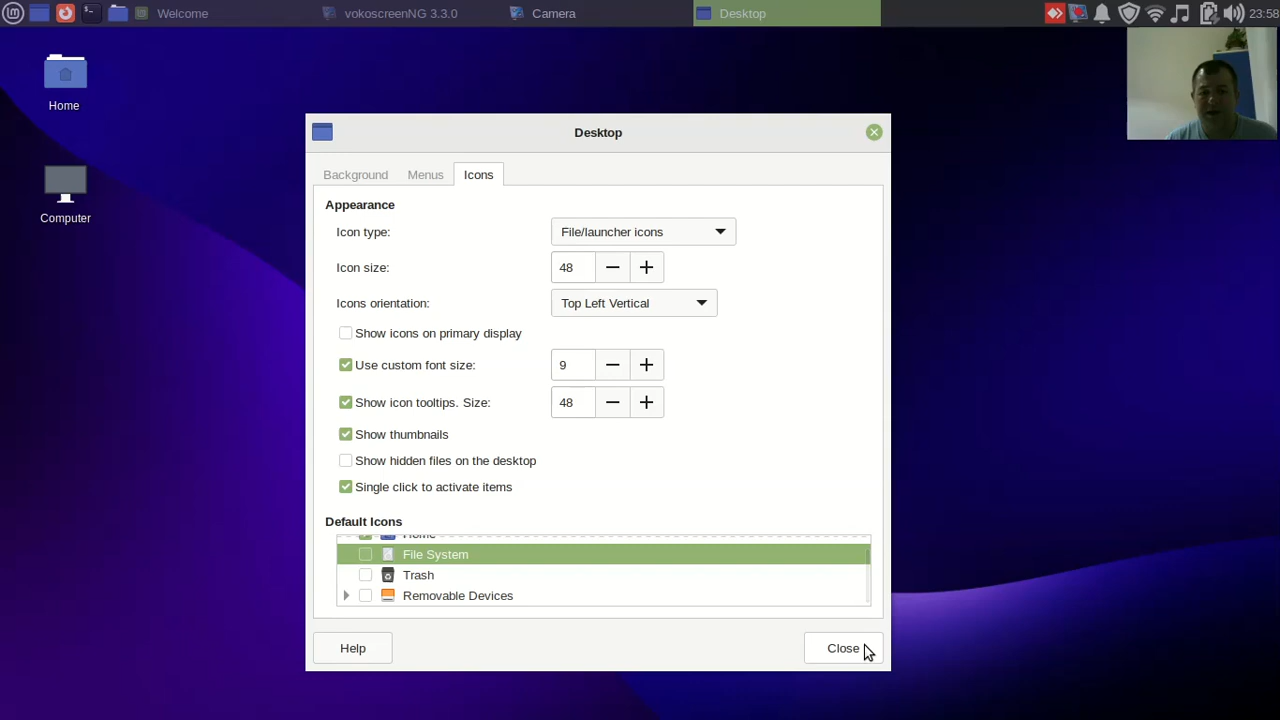 Welcome vokoscreenNG 3.3.0 Camera Desktop 23:58
Home
Computer
Desktop
Background Menus Icons
Appearance
Icon type: File/launcher icons
Icon size: 48
Icons orientation: Top Left Vertical
Show icons on primary display
Use custom font size: 9
Show icon tooltips. Size: 48
Show thumbnails
Show hidden files on the desktop
Single click to activate items
Default Icons
Home
File System
Trash
Removable Devices
Help Close